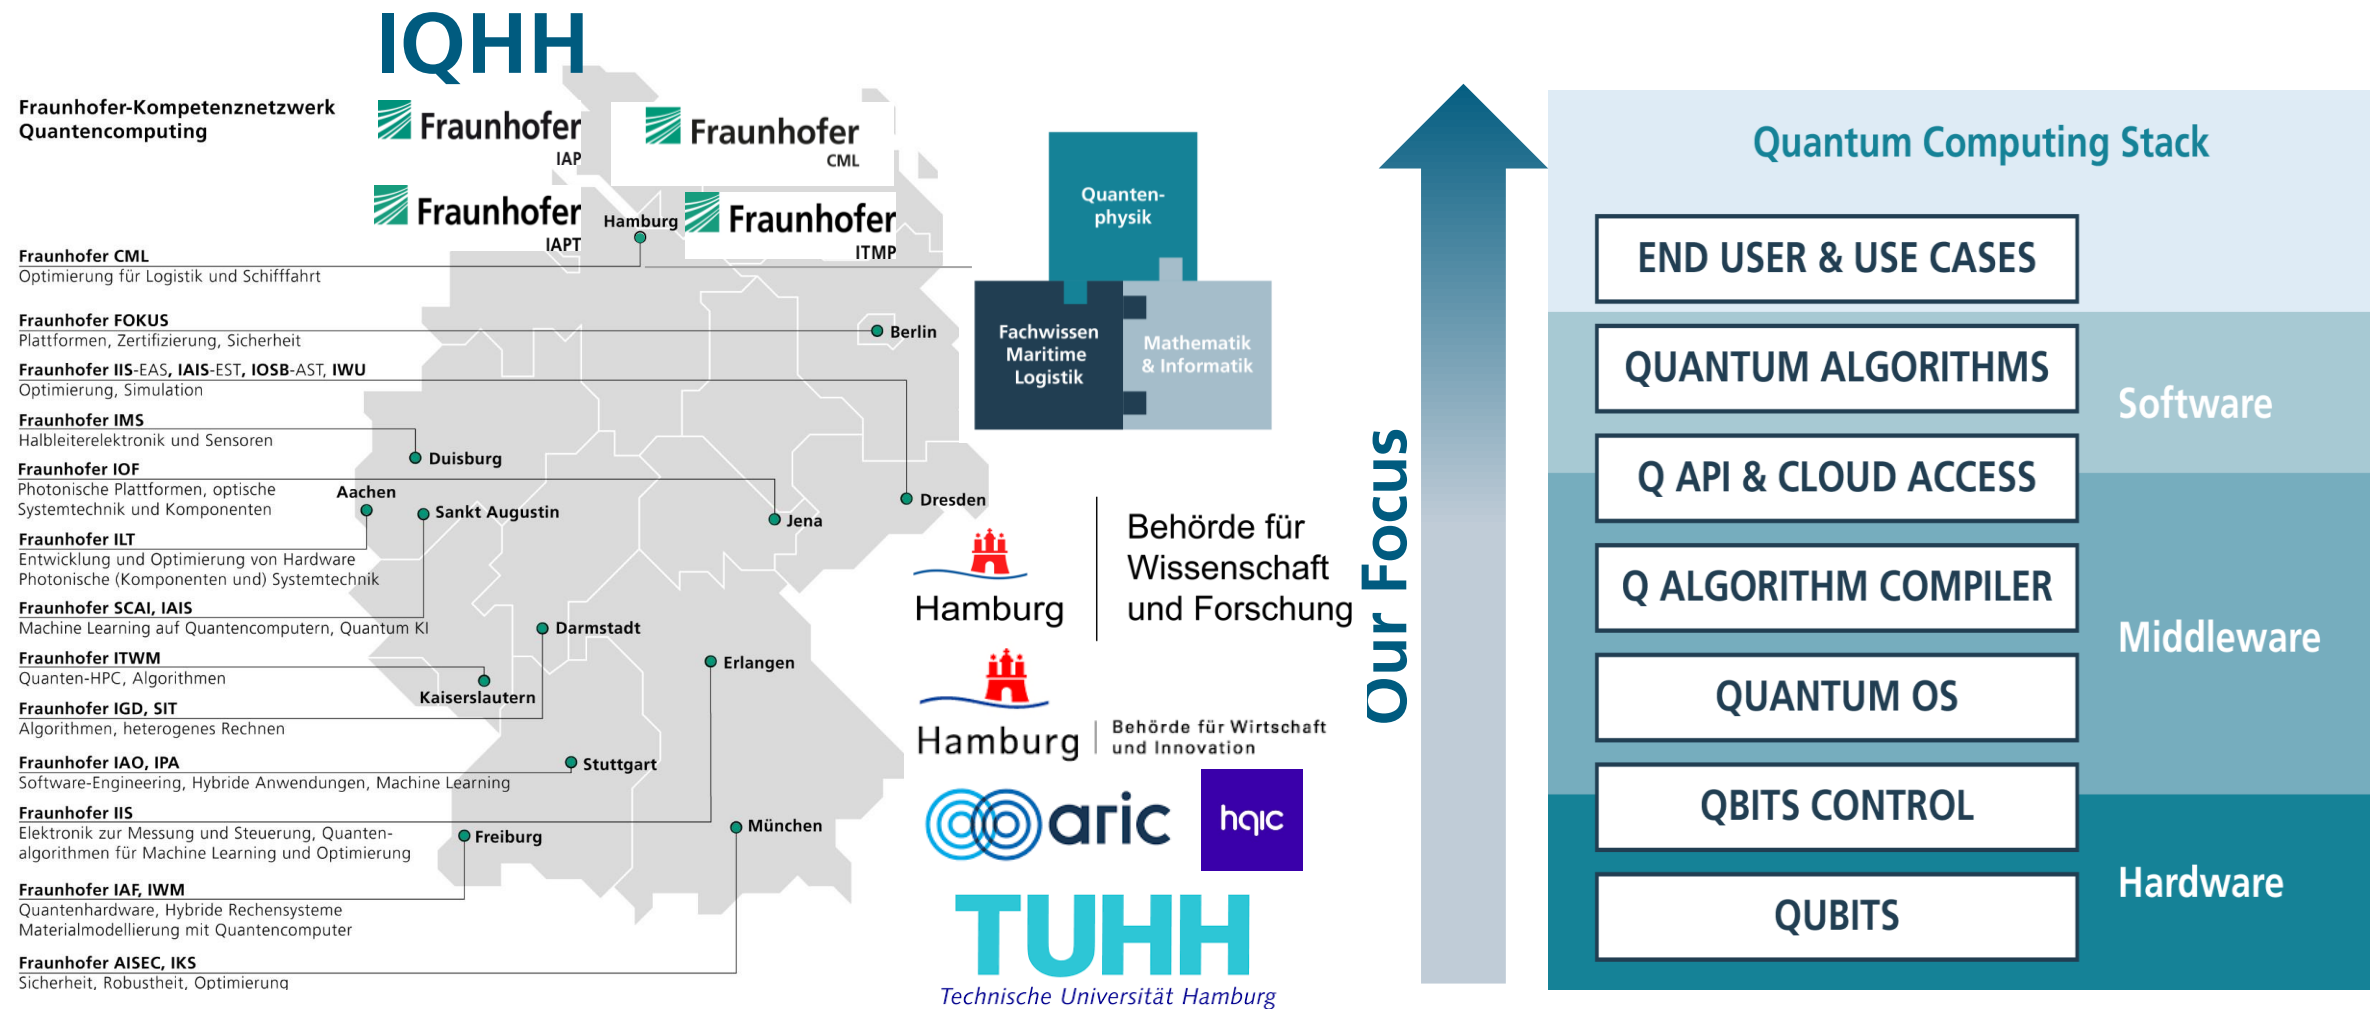 IQHH
Fraunhofer-Kompetenznetzwerk
Quantencomputing
Fraunhofer
IAP
Fraunhofer
CML
Fraunhofer
IAPT
Fraunhofer
ITMP
Hamburg
Fraunhofer CML
Optimierung für Logistik und Schifffahrt
Fraunhofer FOKUS
Plattformen, Zertifizierung, Sicherheit
Berlin
Fraunhofer IIS-EAS, IAIS-EST, IOSB-AST, IWU
Optimierung, Simulation
Dresden
Fraunhofer IMS
Halbleiterelektronik und Sensoren
Duisburg
Fraunhofer IOF
Photonische Plattformen, optische
Systemtechnik und Komponenten
Jena
Aachen
Sankt Augustin
Fraunhofer ILT
Entwicklung und Optimierung von Hardware
Photonische (Komponenten und) Systemtechnik
Fraunhofer SCAI, IAIS
Machine Learning auf Quantencomputern, Quantum KI
Darmstadt
Fraunhofer ITWM
Quanten-HPC, Algorithmen
Erlangen
Kaiserslautern
Fraunhofer IGD, SIT
Algorithmen, heterogenes Rechnen
Fraunhofer IAO, IPA
Software-Engineering, Hybride Anwendungen, Machine Learning
Stuttgart
Fraunhofer IIS
Elektronik zur Messung und Steuerung, Quanten-
algorithmen für Machine Learning und Optimierung
Freiburg
München
Fraunhofer IAF, IWM
Quantenhardware, Hybride Rechensysteme
Materialmodellierung mit Quantencomputer
Fraunhofer AISEC, IKS
Sicherheit, Robustheit, Optimierung
Quanten-
physik
Fachwissen
Maritime
Logistik
Mathematik
& Informatik
Hamburg
Behörde für
Wissenschaft
und Forschung
Hamburg
Behörde für Wirtschaft
und Innovation
aric
hqic
TUHH
Technische Universität Hamburg
Our Focus
Quantum Computing Stack
END USER & USE CASES
QUANTUM ALGORITHMS
Software
Q API & CLOUD ACCESS
Q ALGORITHM COMPILER
Middleware
QUANTUM OS
QBITS CONTROL
Hardware
QUBITS